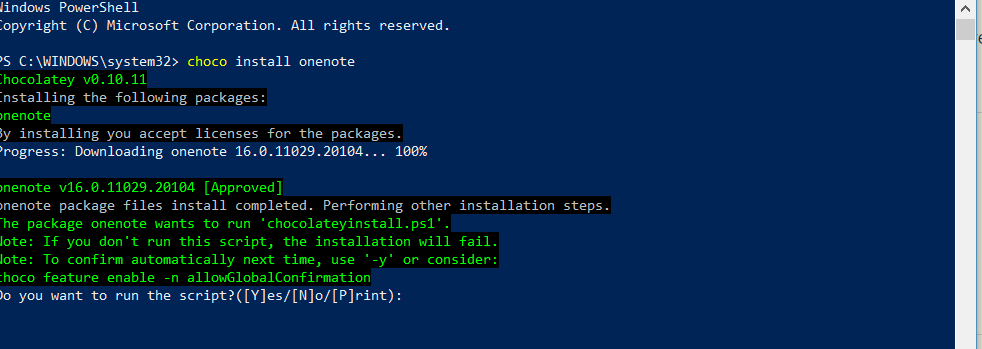 Windows PowerShell
Copyright (C) Microsoft Corporation. All rights reserved.
PS C:\WINDOWS\system32> choco install onenote
Chocolatey v0.10.11
Installing the following packages:
onenote
By installing you accept licenses for the packages.
Progress: Downloading onenote 16.0.11029.20104... 100%
onenote v16.0.11029.20104 [Approved]
onenote package files install completed. Performing other installation steps.
The package onenote wants to run 'chocolateyinstall.ps1'.
Note: If you don't run this script, the installation will fail.
Note: To confirm automatically next time, use '-y' or consider:
choco feature enable -n allowGlobalConfirmation
Do you want to run the script?([Y]es/[N]o/[P]rint):